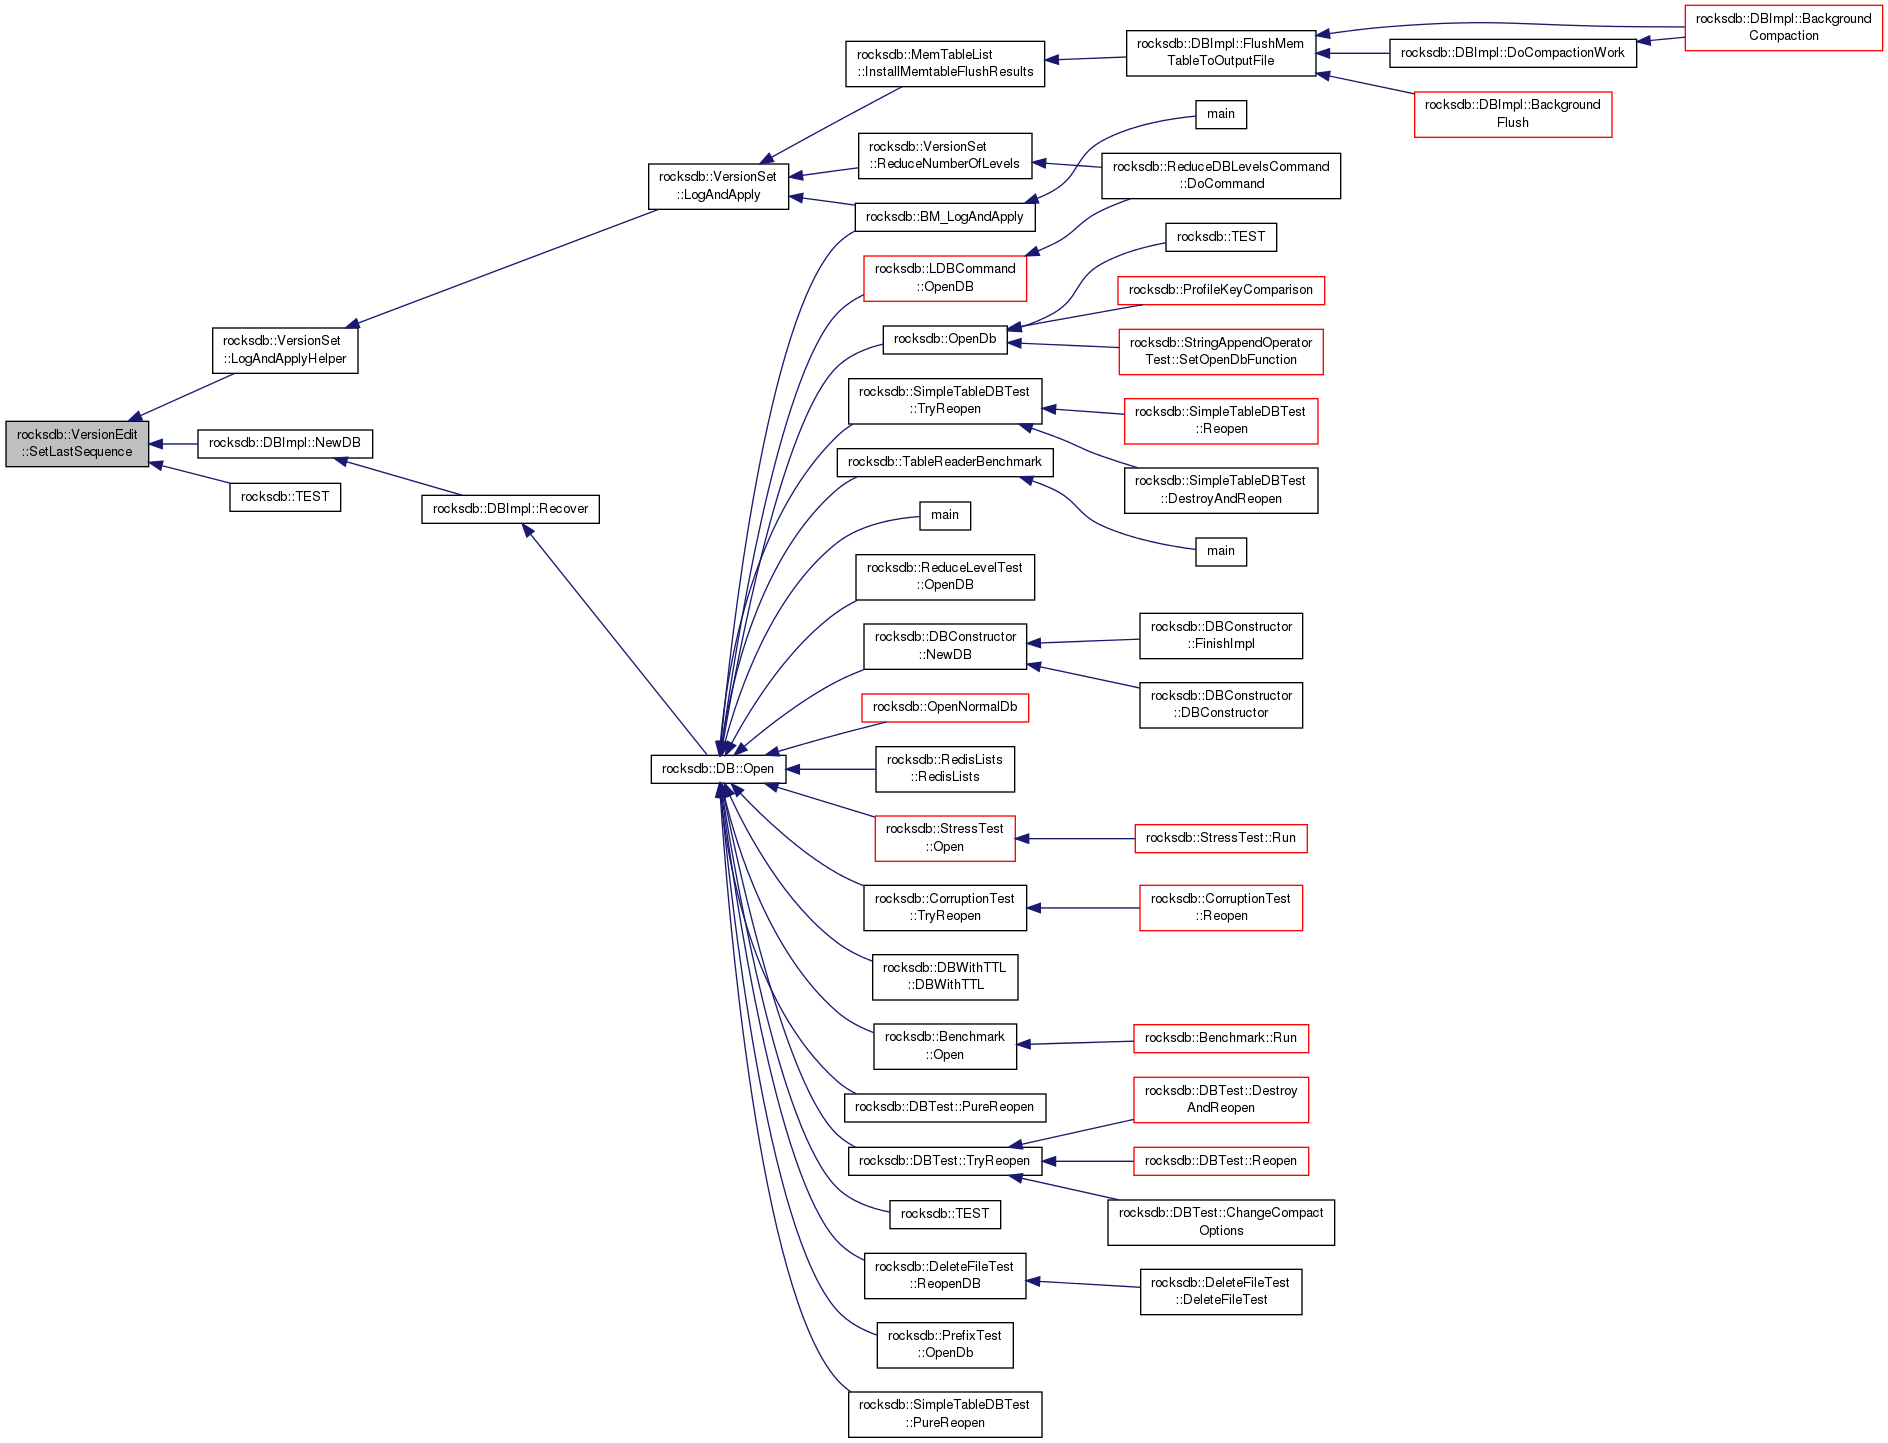 rocksdb::VersionEdit
::SetLastSequence
rocksdb::VersionSet
::LogAndApplyHelper
rocksdb::DBImpl::NewDB
rocksdb::TEST
rocksdb::DBImpl::Recover
rocksdb::VersionSet
::LogAndApply
rocksdb::DB::Open
rocksdb::MemTableList
::InstallMemtableFlushResults
rocksdb::VersionSet
::ReduceNumberOfLevels
rocksdb::BM_LogAndApply
rocksdb::LDBCommand
::OpenDB
rocksdb::OpenDb
rocksdb::SimpleTableDBTest
::TryReopen
rocksdb::TableReaderBenchmark
main
rocksdb::ReduceLevelTest
::OpenDB
rocksdb::DBConstructor
::NewDB
rocksdb::OpenNormalDb
rocksdb::RedisLists
::RedisLists
rocksdb::StressTest
::Open
rocksdb::CorruptionTest
::TryReopen
rocksdb::DBWithTTL
::DBWithTTL
rocksdb::Benchmark
::Open
rocksdb::DBTest::PureReopen
rocksdb::DBTest::TryReopen
rocksdb::TEST
rocksdb::DeleteFileTest
::ReopenDB
rocksdb::PrefixTest
::OpenDb
rocksdb::SimpleTableDBTest
::PureReopen
rocksdb::DBImpl::FlushMem
TableToOutputFile
main
rocksdb::ReduceDBLevelsCommand
::DoCommand
rocksdb::TEST
rocksdb::ProfileKeyComparison
rocksdb::StringAppendOperator
Test::SetOpenDbFunction
rocksdb::SimpleTableDBTest
::Reopen
rocksdb::SimpleTableDBTest
::DestroyAndReopen
main
rocksdb::DBConstructor
::FinishImpl
rocksdb::DBConstructor
::DBConstructor
rocksdb::StressTest::Run
rocksdb::CorruptionTest
::Reopen
rocksdb::Benchmark::Run
rocksdb::DBTest::Destroy
AndReopen
rocksdb::DBTest::Reopen
rocksdb::DBTest::ChangeCompact
Options
rocksdb::DeleteFileTest
::DeleteFileTest
rocksdb::DBImpl::DoCompactionWork
rocksdb::DBImpl::Background
Flush
rocksdb::DBImpl::Background
Compaction